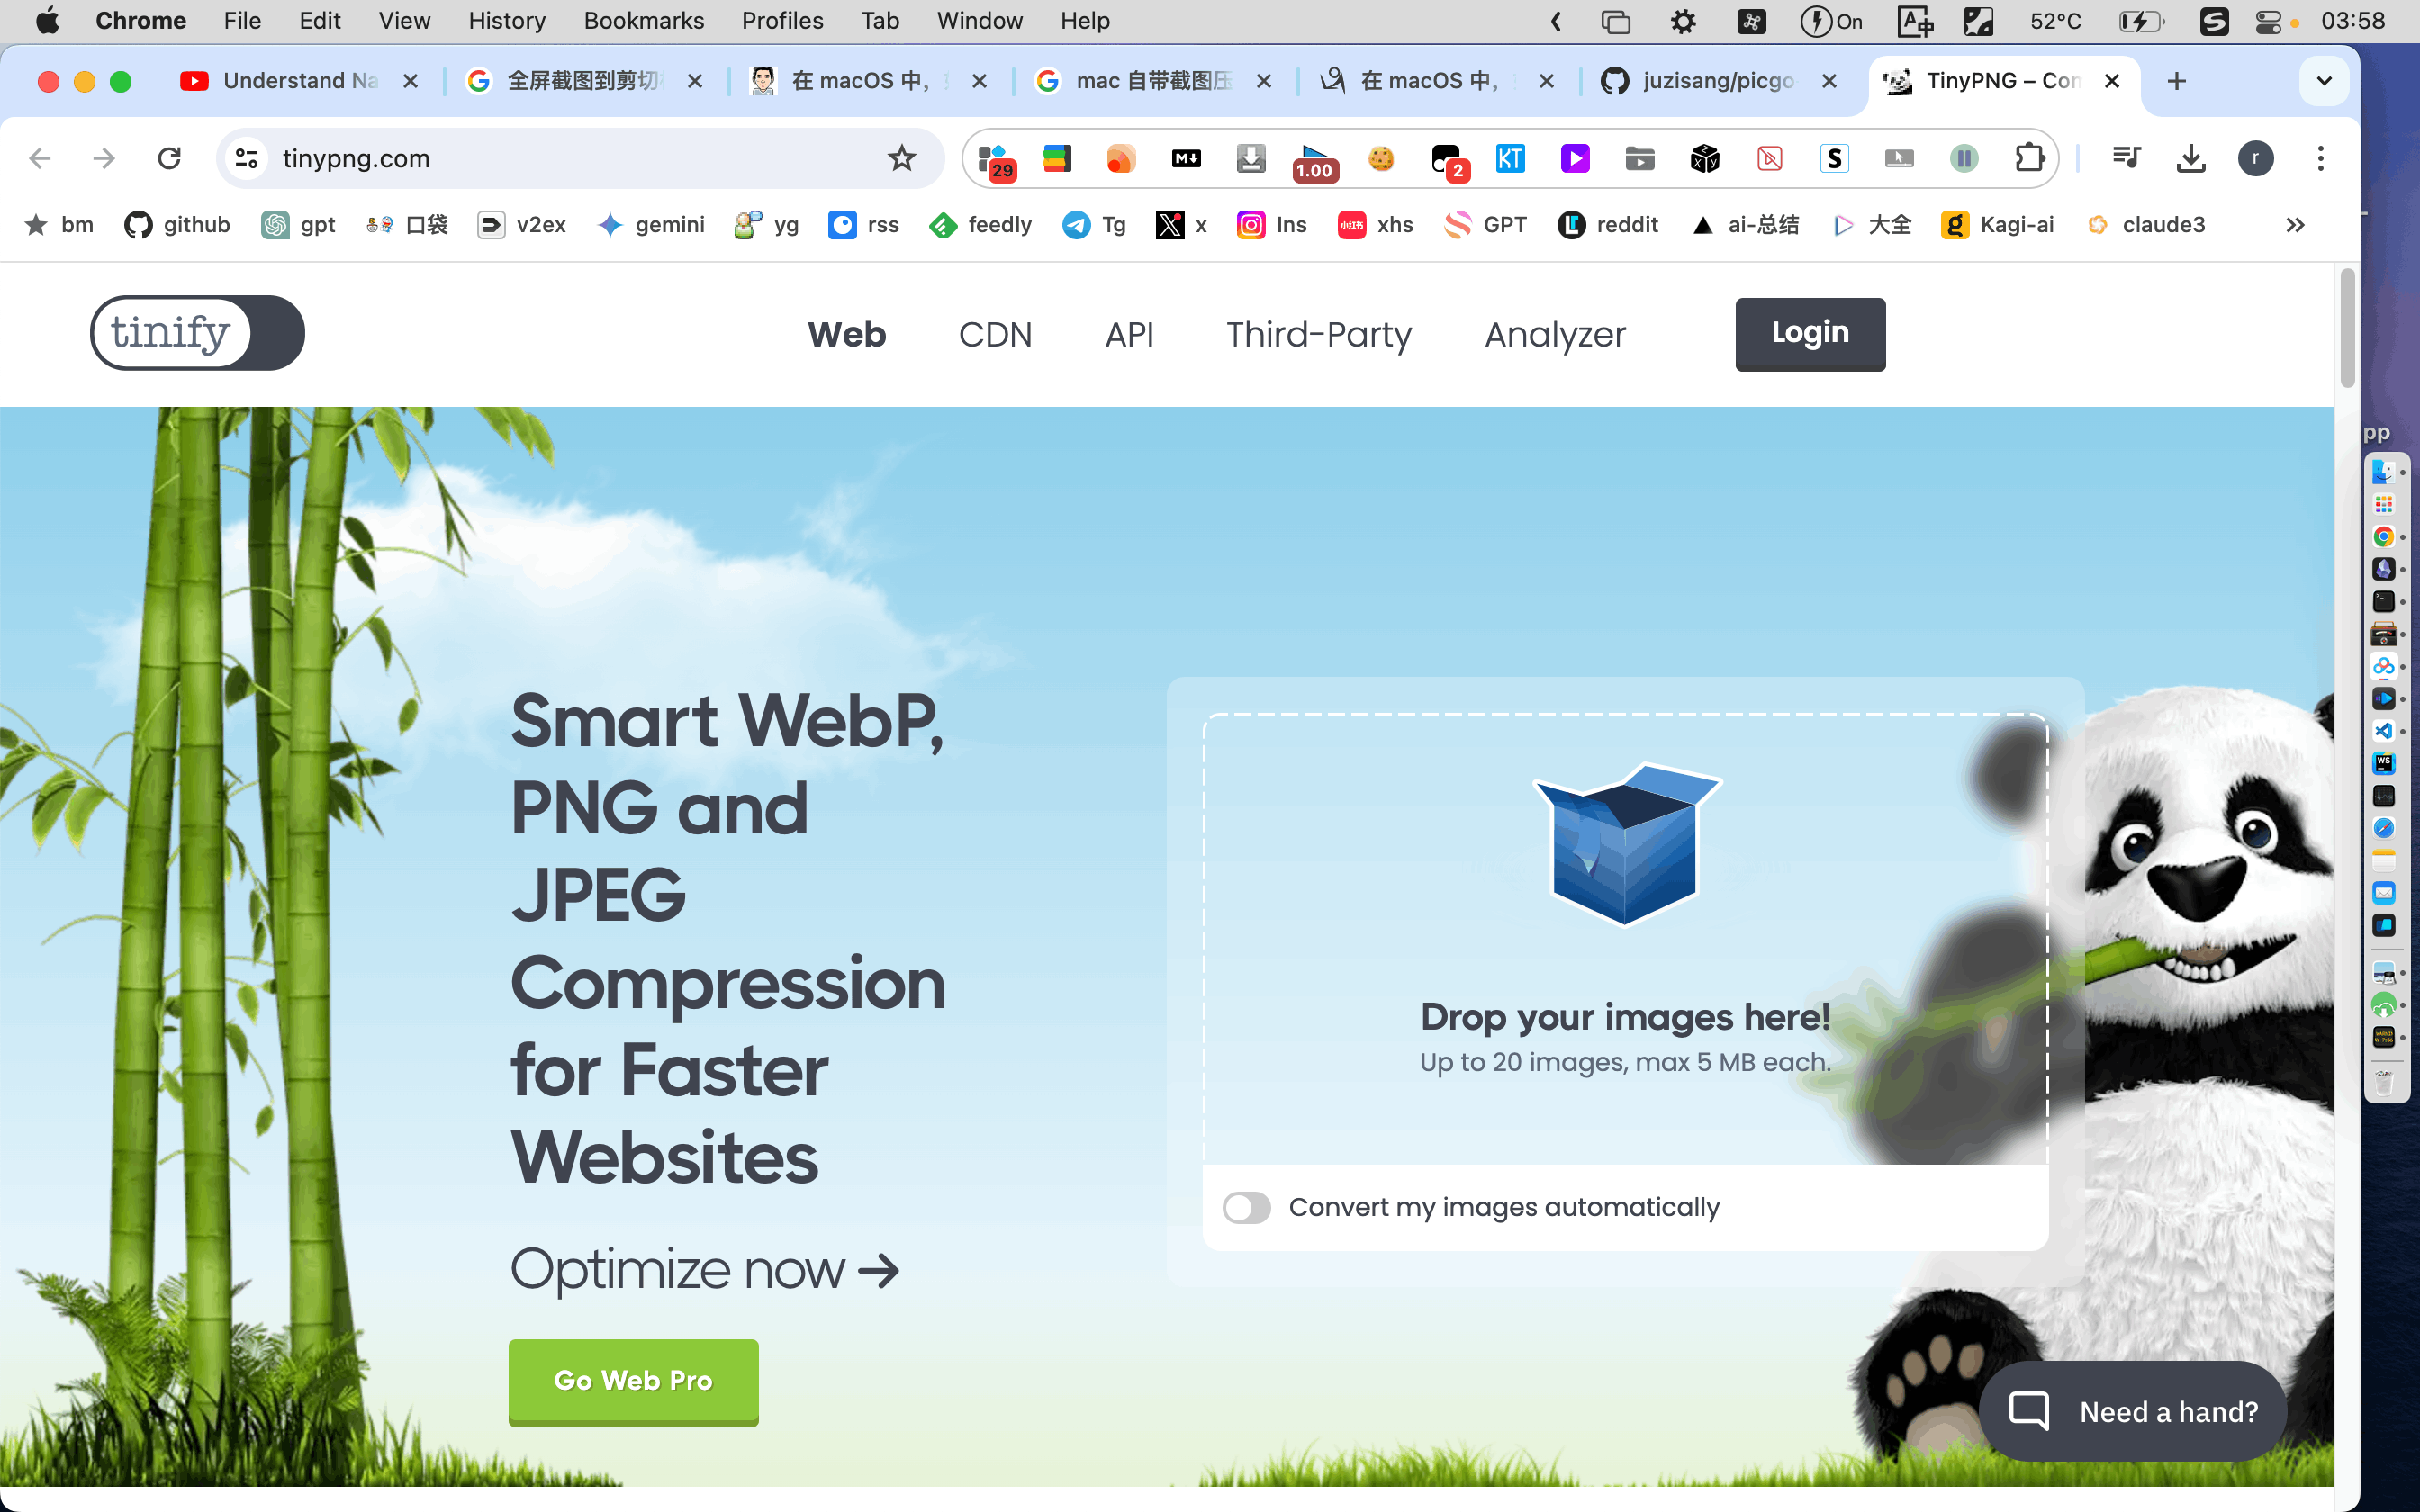 Chrome File Edit View History Bookmarks Profiles Tab Window Help On 52°C 03:58
Understand Na 全屏截图到剪切 在 macOS 中, mac 自带截图压 在 macOS 中, juzisang/picgo- TinyPNG – Con
tinypng.com 29 1.00 2 KT S r
bm github gpt 口袋 v2ex gemini yg rss feedly Tg x Ins xhs GPT reddit ai-总结 大全 Kagi-ai claude3
tinify Web CDN API Third-Party Analyzer Login
pp
Smart WebP,
PNG and
JPEG
Compression
for Faster
Websites
Optimize now
Go Web Pro
Drop your images here!
Up to 20 images, max 5 MB each.
Convert my images automatically
Need a hand?